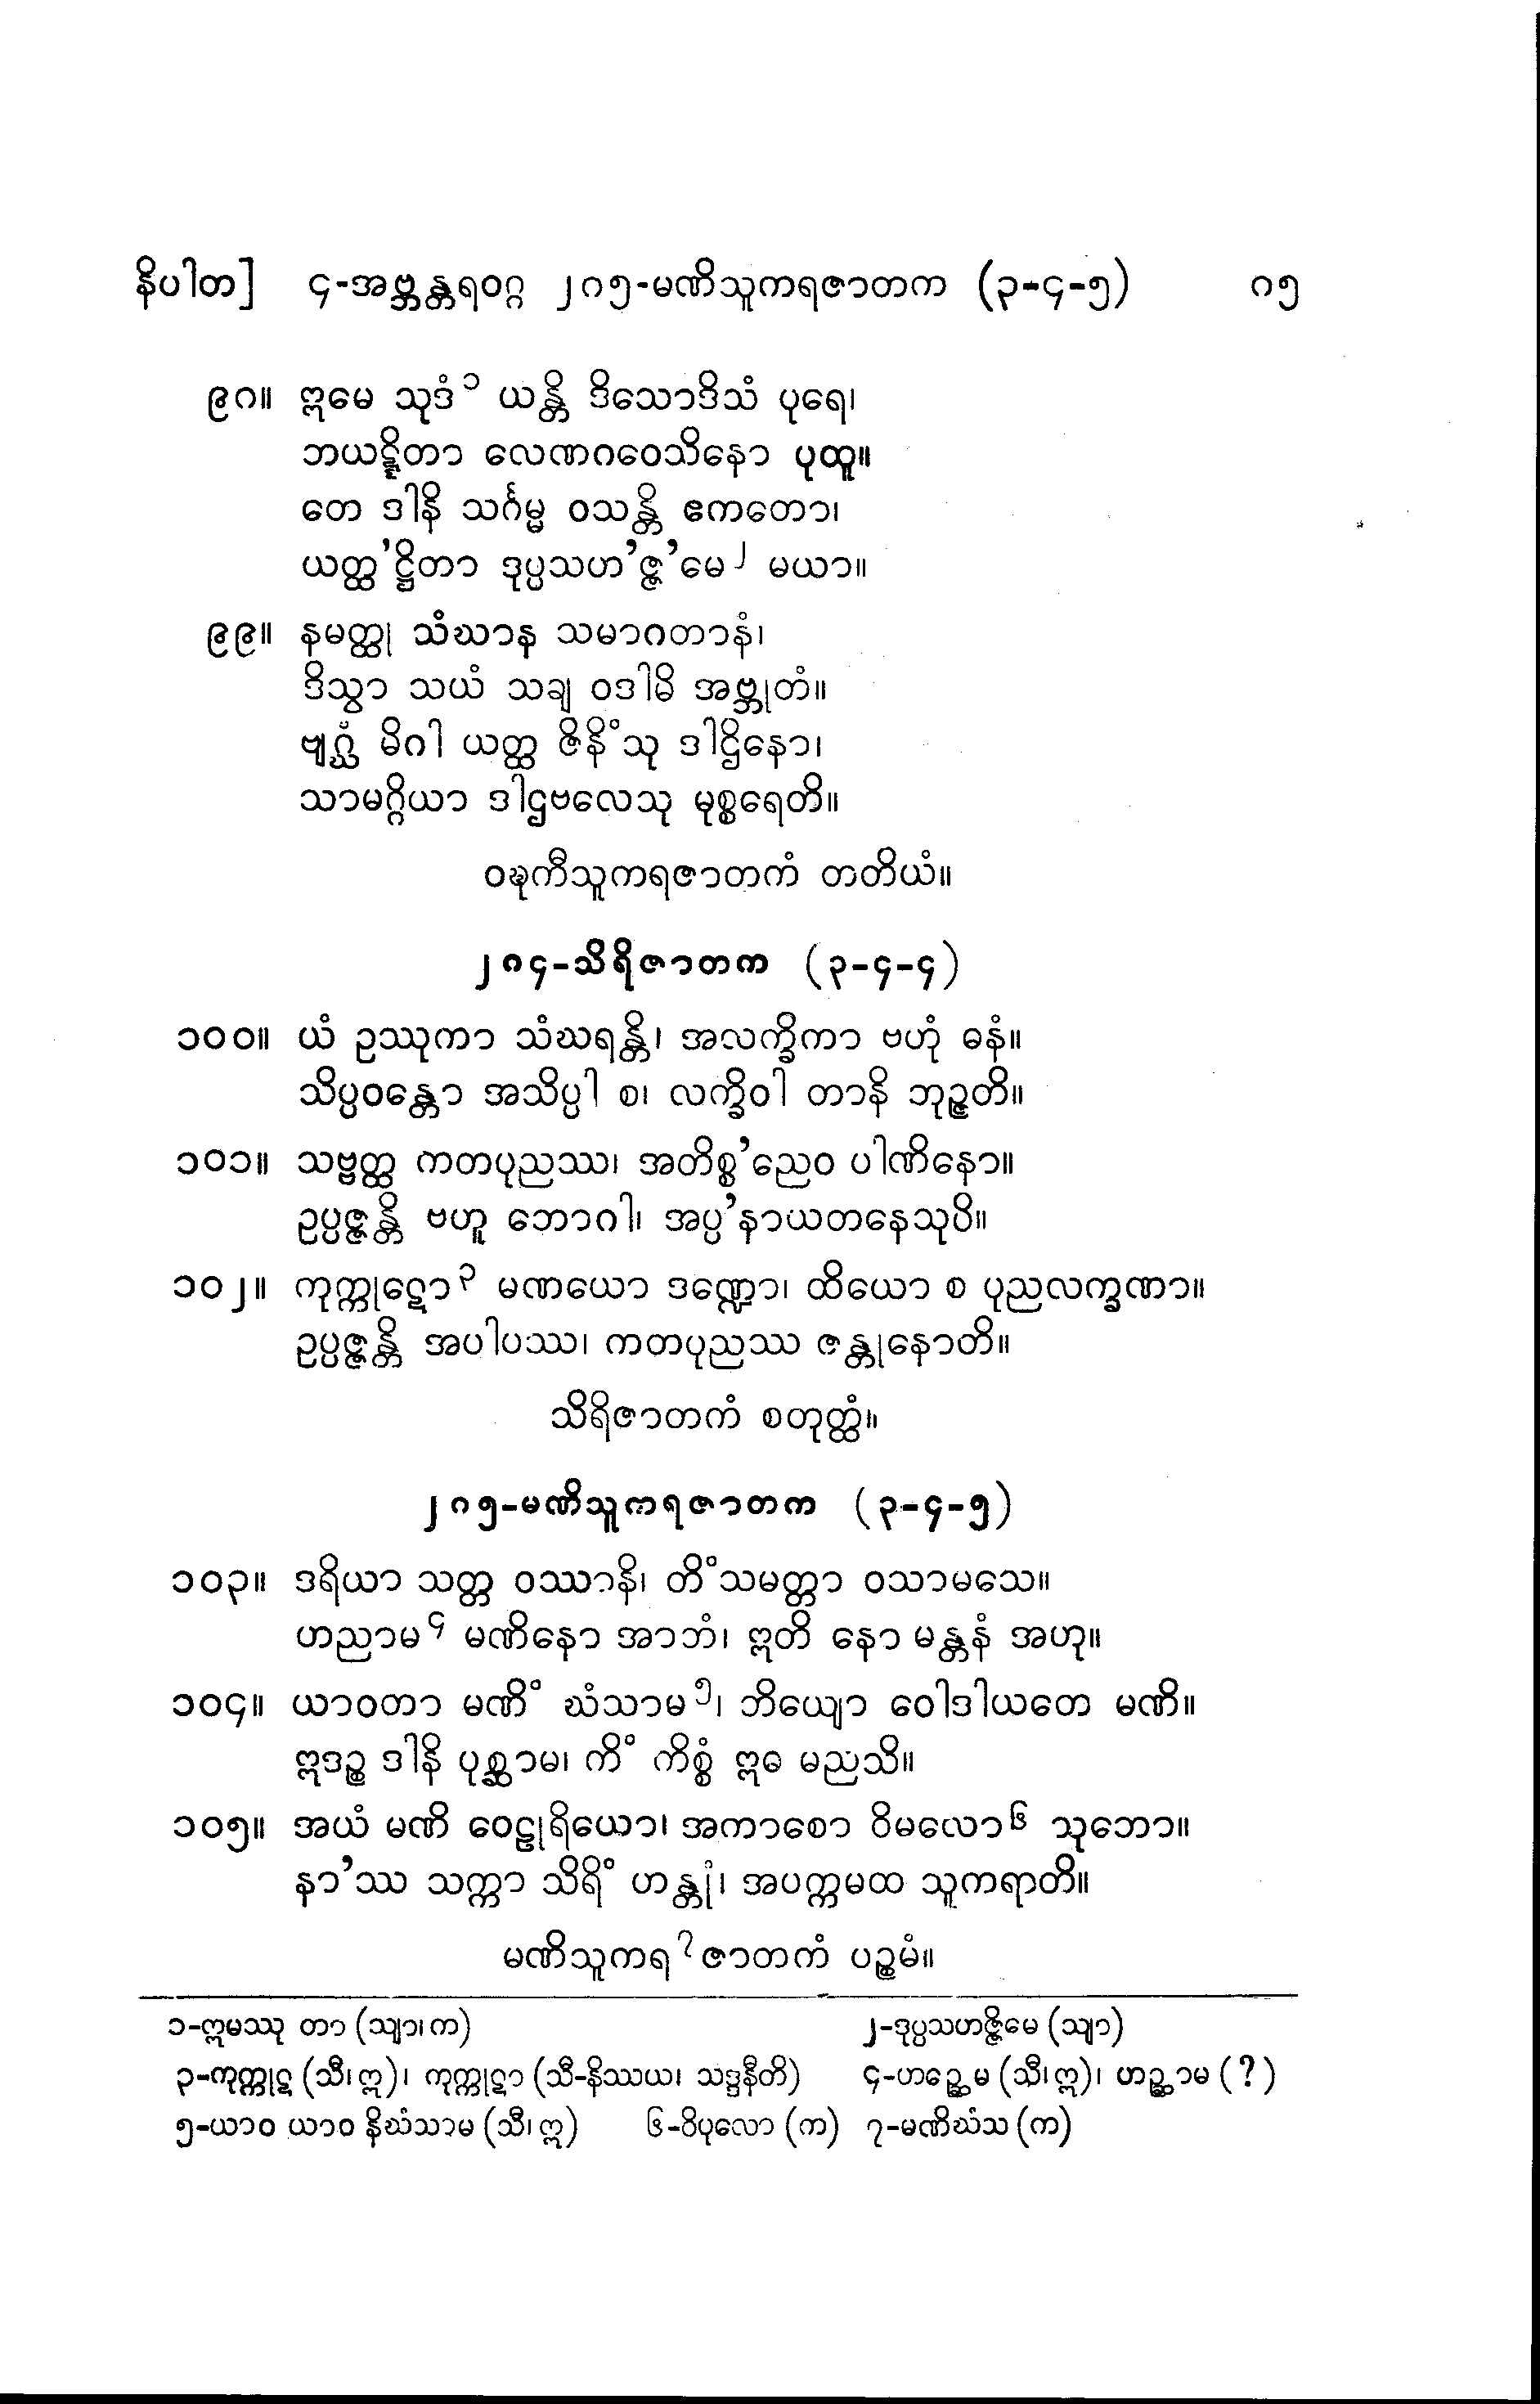 နိပါတ] ၄-အဗ္ဘန္တရဝဂ္ဂ ၂၈၅-မဏိသူကရဇာတက (၃-၄-၅) ၈၅
၉၈။ ဣမေ သုဒံ၁ ယန္တိ ဒိသောဒိသံ ပုရေ၊
ဘယဋ္ဋိတာ လေဏဂဝေသိနော ပုထူ။
တေ ဒါနိ သင်္ဂမ္မ ဝသန္တိ ဧကတော၊
ယတ္ထ’ဋ္ဌိတာ ဒုပ္ပသဟ’ဇ္ဇ’မေ၂ မယာ။
၉၉။ နမတ္ထု သံဃာန သမာဂတာနံ၊
ဒိသွာ သယံ သချ ဝဒါမိ အဗ္ဘုတံ။
ဗျဂ္ဃံ မိဂါ ယတ္ထ ဇိနိံသု ဒါဌိနော၊
သာမဂ္ဂိယာ ဒါဌဗလေသု မုစ္စရေတိ။
ဝဍ္ဎကီသူကရဇာတကံ တတိယံ။
၂၈၄-သိရိဇာတက (၃-၄-၄)
၁၀၀။ ယံ ဥဿုကာ သံဃရန္တိ၊ အလက္ခိကာ ဗဟုံ ဓနံ။
သိပ္ပဝန္တော အသိပ္ပါ စ၊ လက္ခိဝါ တာနိ ဘုဉ္ဇတိ။
၁၀၁။ သဗ္ဗတ္ထ ကတပုညဿ၊ အတိစ္စ’ညေဝ ပါဏိနော။
ဥပ္ပဇ္ဇန္တိ ဗဟူ ဘောဂါ၊ အပ္ပ’နာယတနေသုပိ။
၁၀၂။ ကုက္ကုဋော၃ မဏယော ဒဏ္ဍော၊ ထိယော စ ပုညလက္ခဏာ။
ဥပ္ပဇ္ဇန္တိ အပါပဿ၊ ကတပုညဿ ဇန္တုနောတိ။
သိရိဇာတကံ စတုတ္ထံ။
၂၈၅-မဏိသူကရဇာတက (၃-၄-၅)
၁၀၃။ ဒရိယာ သတ္တ ဝဿာနိ၊ တိံသမတ္တာ ဝသာမသေ။
ဟညာမ၄ မဏိနော အာဘံ၊ ဣတိ နော မန္တနံ အဟု။
၁၀၄။ ယာဝတာ မဏိံ ဃံသာမ၅၊ ဘိယျော ဝေါဒါယတေ မဏိ။
ဣဒဉ္စ ဒါနိ ပုစ္ဆာမ၊ ကိံ ကိစ္စံ ဣဓ မညသိ။
၁၀၅။ အယံ မဏိ ဝေဠုရိယော၊ အကာစော ဝိမလော၆ သုဘော။
နာ’ဿ သက္ကာ သိရိံ ဟန္တုံ၊ အပက္ကမထ သူကရာတိ။
မဏိသူကရ၇ဇာတကံ ပဉ္စမံ။
၁-ဣမဿု တာ (သျာ၊က) ၂-ဒုပ္ပသဟဇ္ဇိမေ (သျာ)
၃-ကုက္ကုဋ (သီ၊ဣ)၊ ကုက္ကုဋာ (သီ-နိဿယ၊ သဒ္ဒနီတိ) ၄-ဟဉ္ဆေမ (သီ၊ဣ)၊ ဟဉ္ဆာမ (?)
၅-ယာဝ ယာဝ နိဃံသာမ (သီ၊ဣ) ၆-ဝိပုလော (က) ၇-မဏိဃံသ (က)